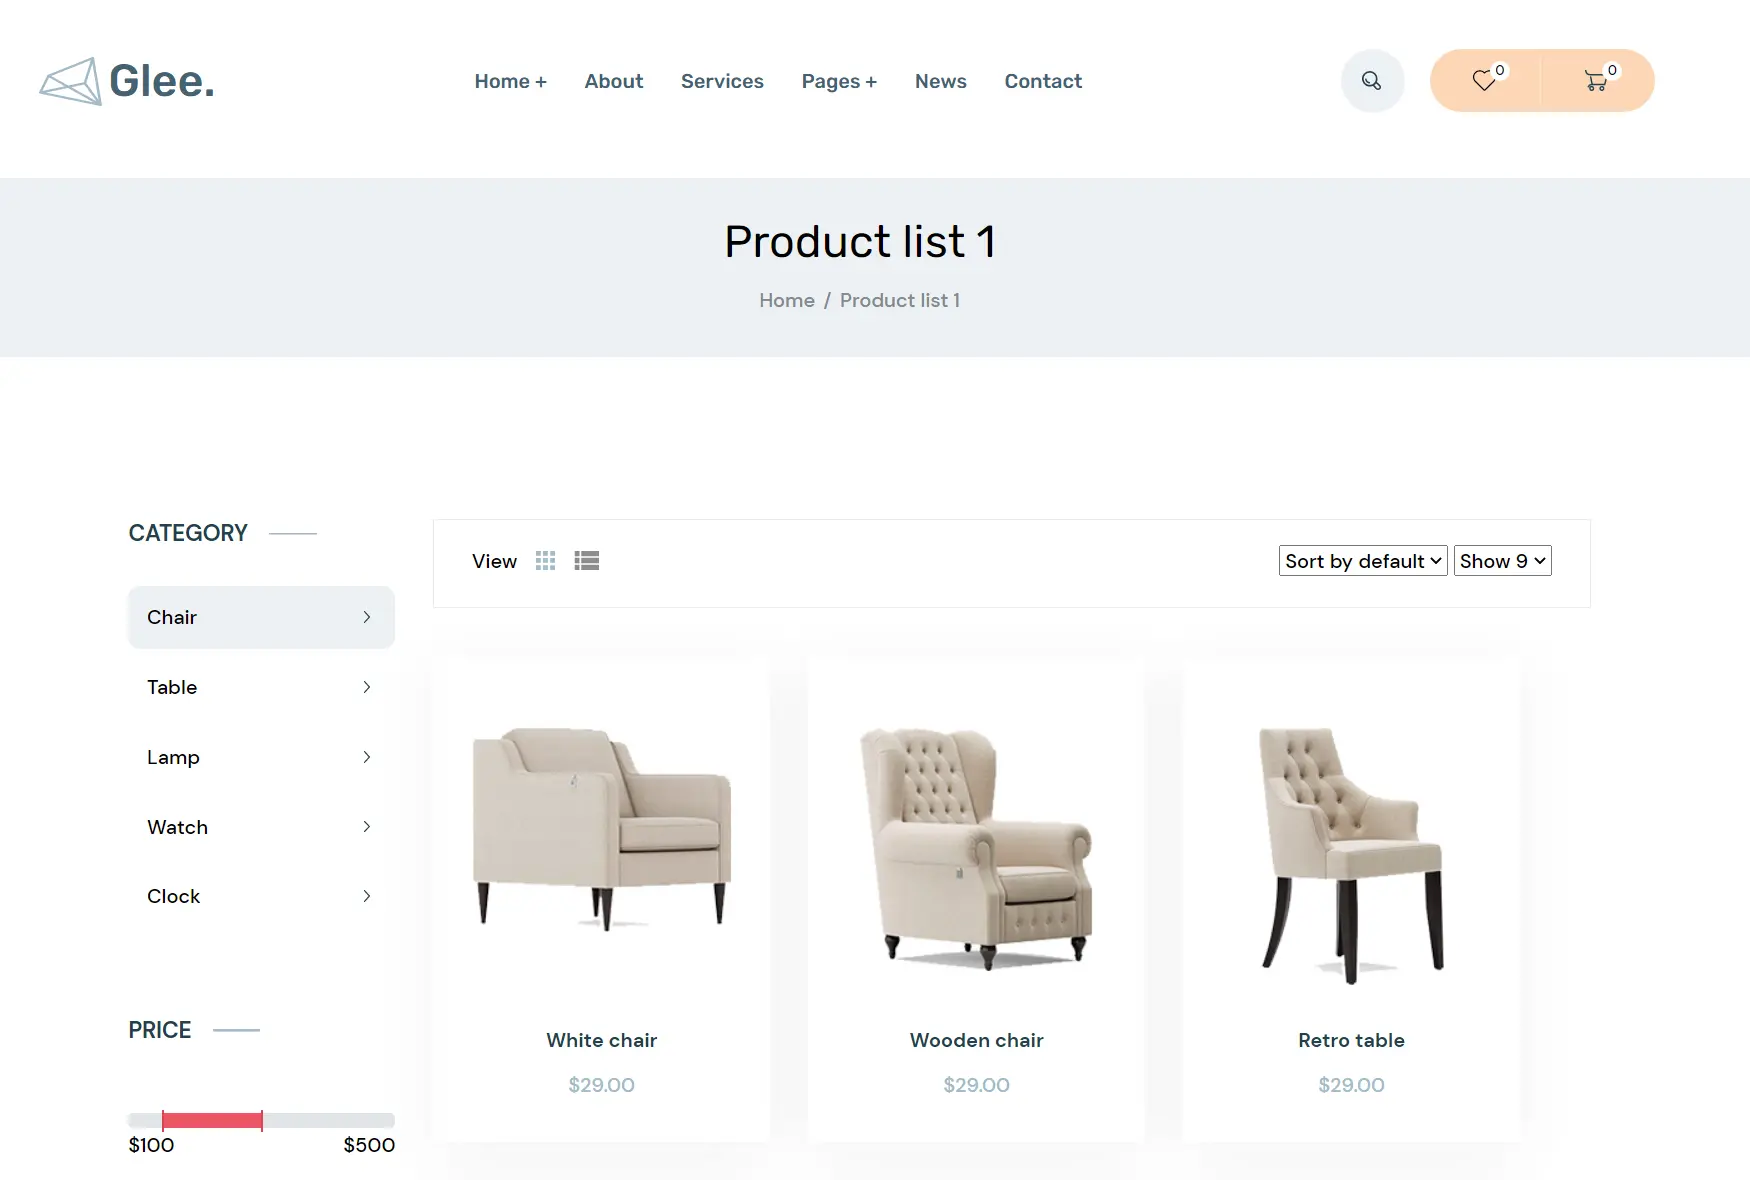 Glee.
Home + About Services Pages + News Contact
0 0
Product list 1
Home / Product list 1
CATEGORY
Chair
Table
Lamp
Watch
Clock
PRICE
$100 $500
View Sort by default Show 9
White chair
$29.00
Wooden chair
$29.00
Retro table
$29.00